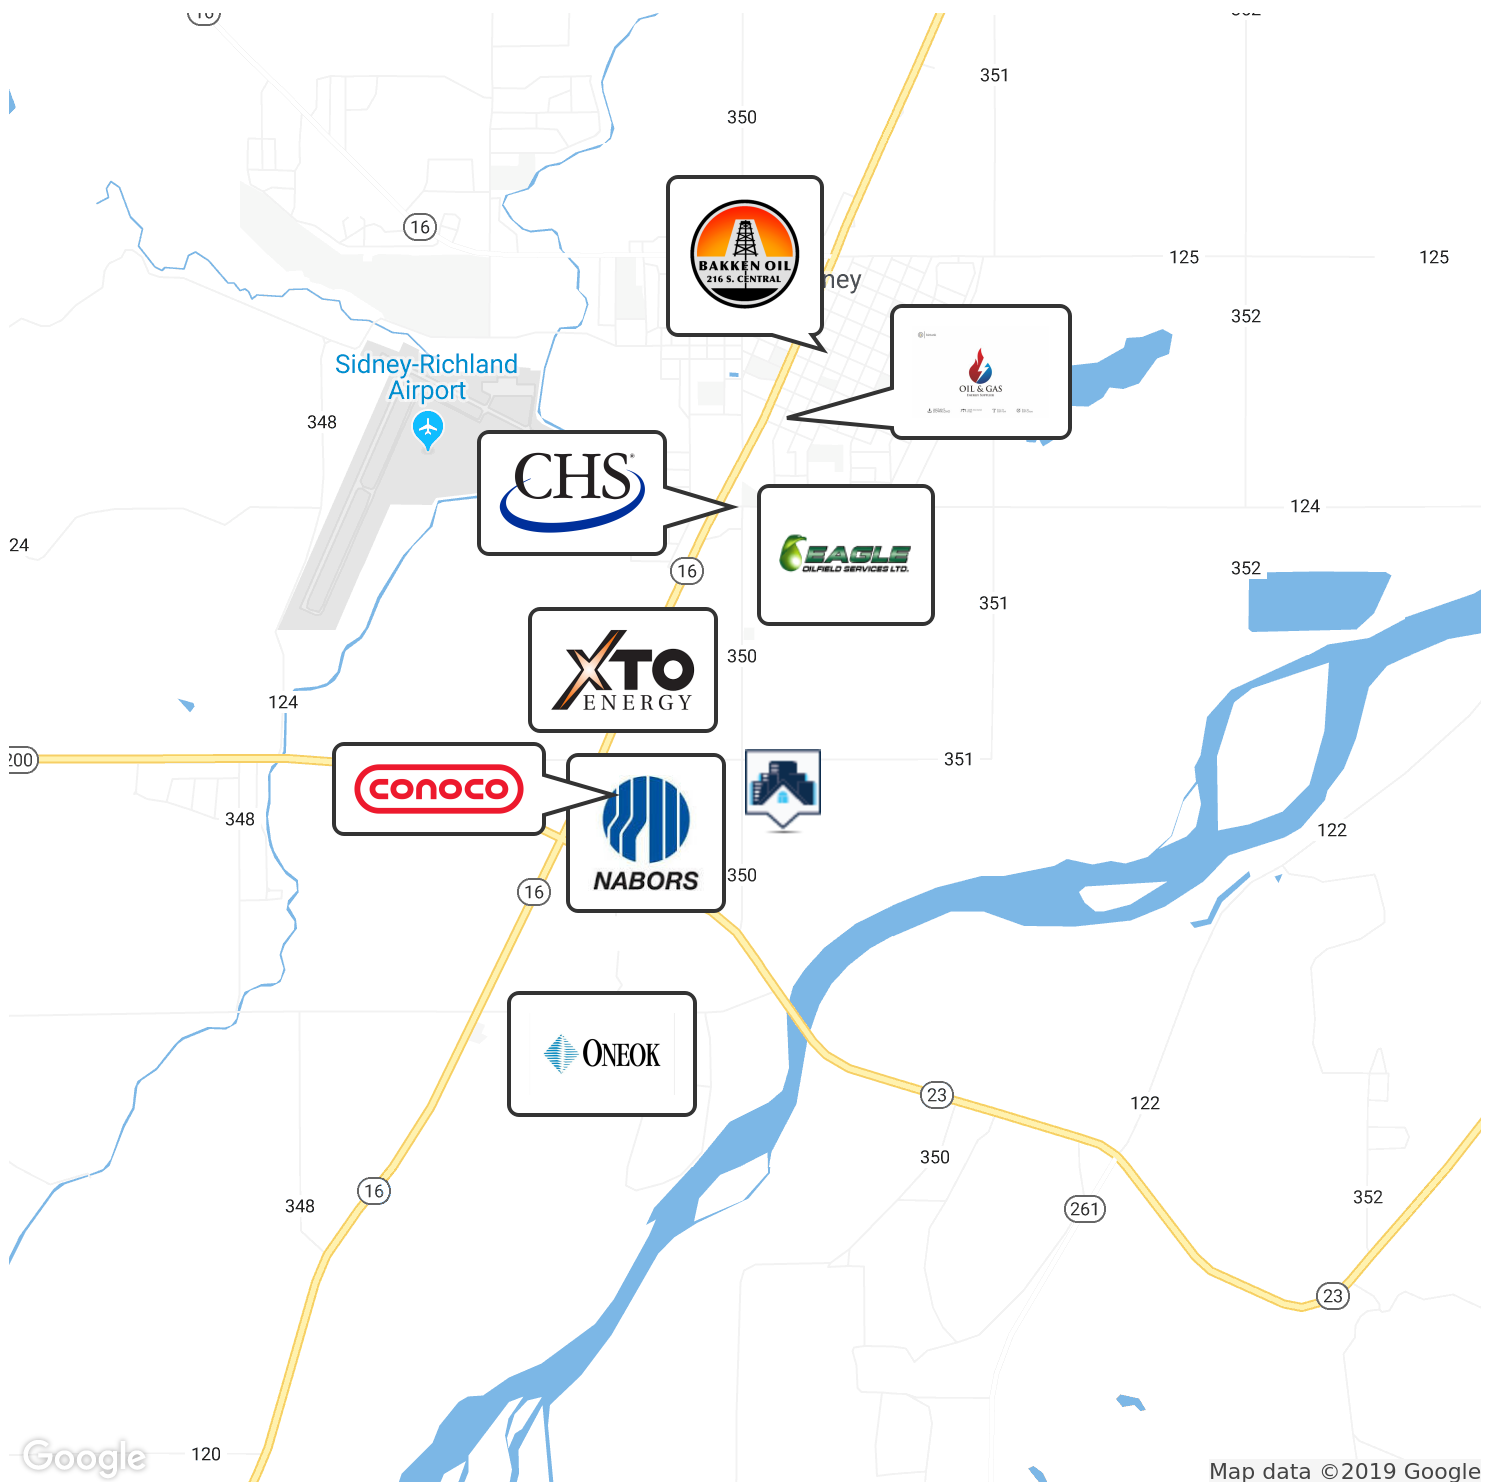 16
351
350
16
125
125
BAKKEN OIL
216 S. CENTRAL
ney
352
Sidney-Richland
Airport
348
OIL & GAS
CHS
124
24
EAGLE
OILFIELD SERVICES LTD.
352
16
351
XTO
ENERGY
350
124
200
351
conoco
348
122
NABORS
350
16
ONEOK
23
122
350
16
348
352
261
23
120
Google
Map data ©2019 Google